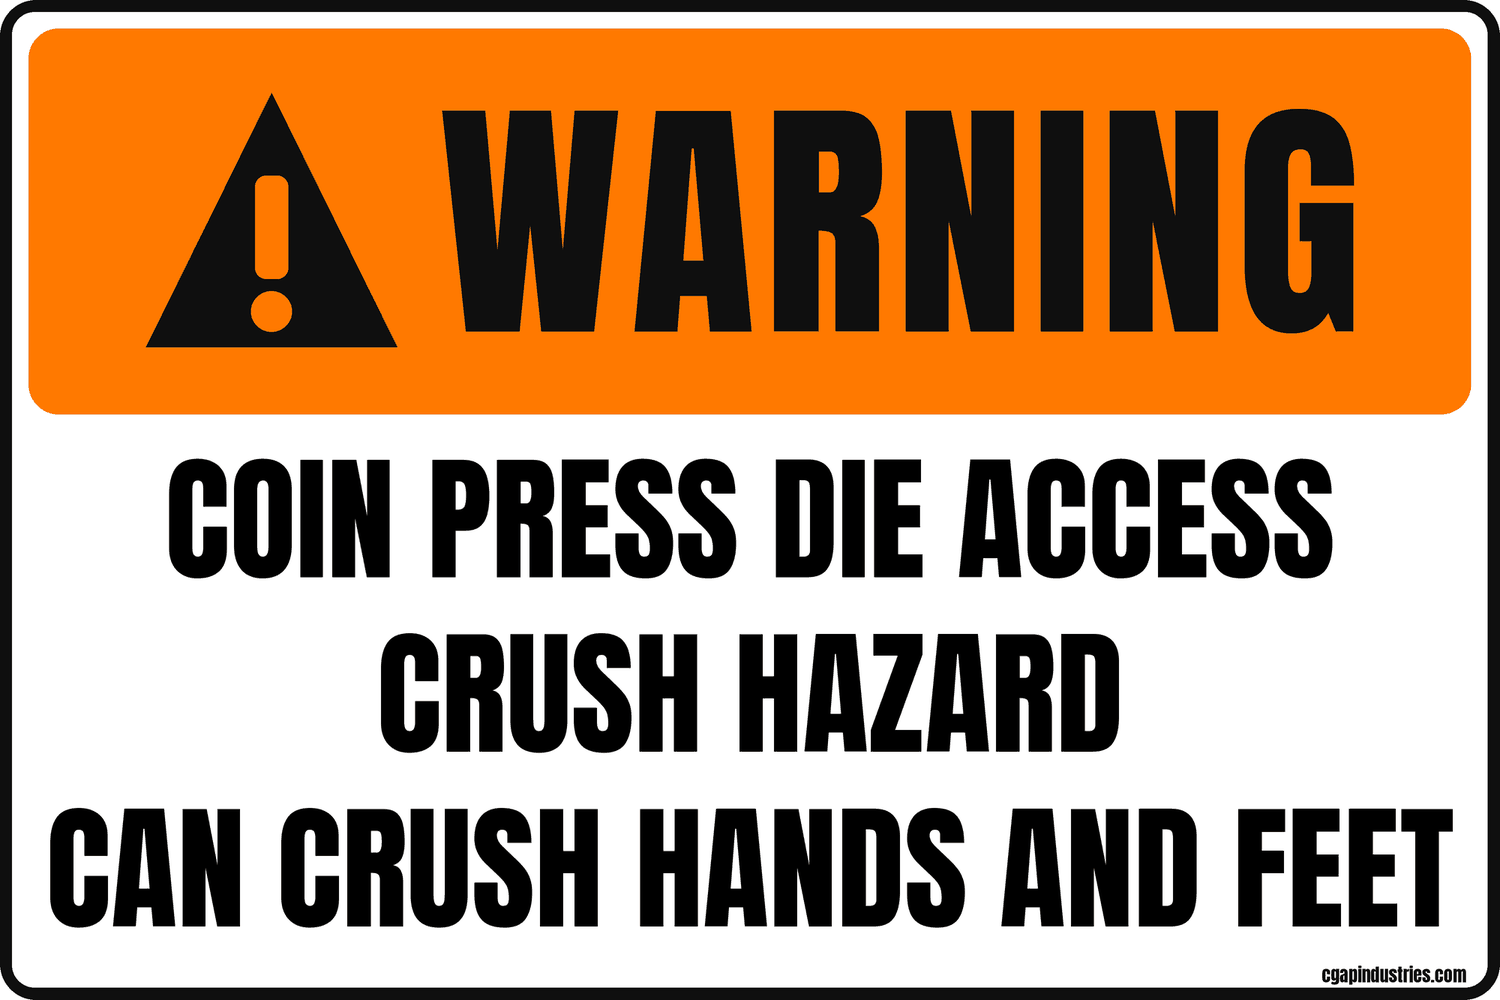 WARNING
COIN PRESS DIE ACCESS
CRUSH HAZARD
CAN CRUSH HANDS AND FEET
cgapindustries.com